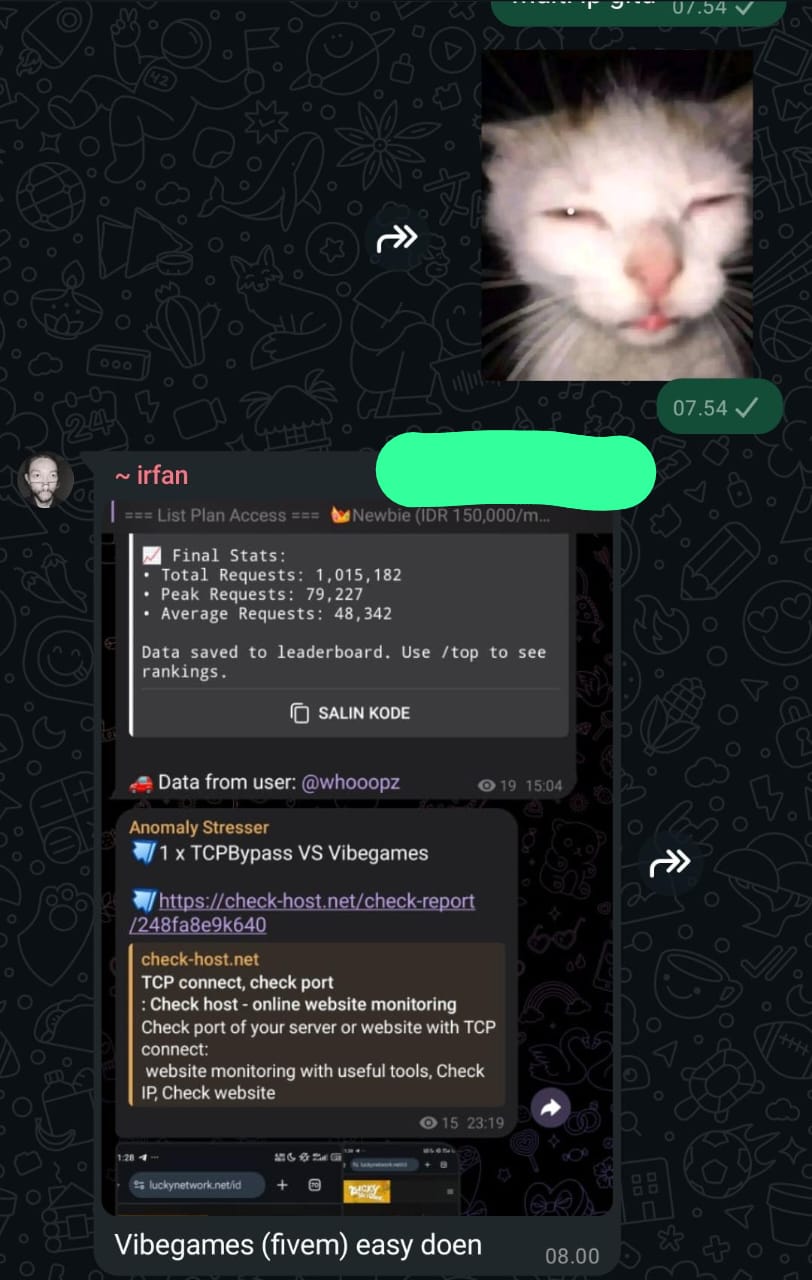 07.54
07.54
~ irfan
=== List Plan Access === Newbie (IDR 150,000/m...
Final Stats:
• Total Requests: 1,015,182
• Peak Requests: 79,227
• Average Requests: 48,342
Data saved to leaderboard. Use /top to see
rankings.
SALIN KODE
Data from user: @whooopz
19 15:04
Anomaly Stresser
1 x TCPBypass VS Vibegames
https://check-host.net/check-report
/248fa8e9k640
check-host.net
TCP connect, check port
: Check host - online website monitoring
Check port of your server or website with TCP
connect:
website monitoring with useful tools, Check
IP, Check website
15 23:19
1:28
luckynetwork.net/id
Vibegames (fivem) easy doen
08.00